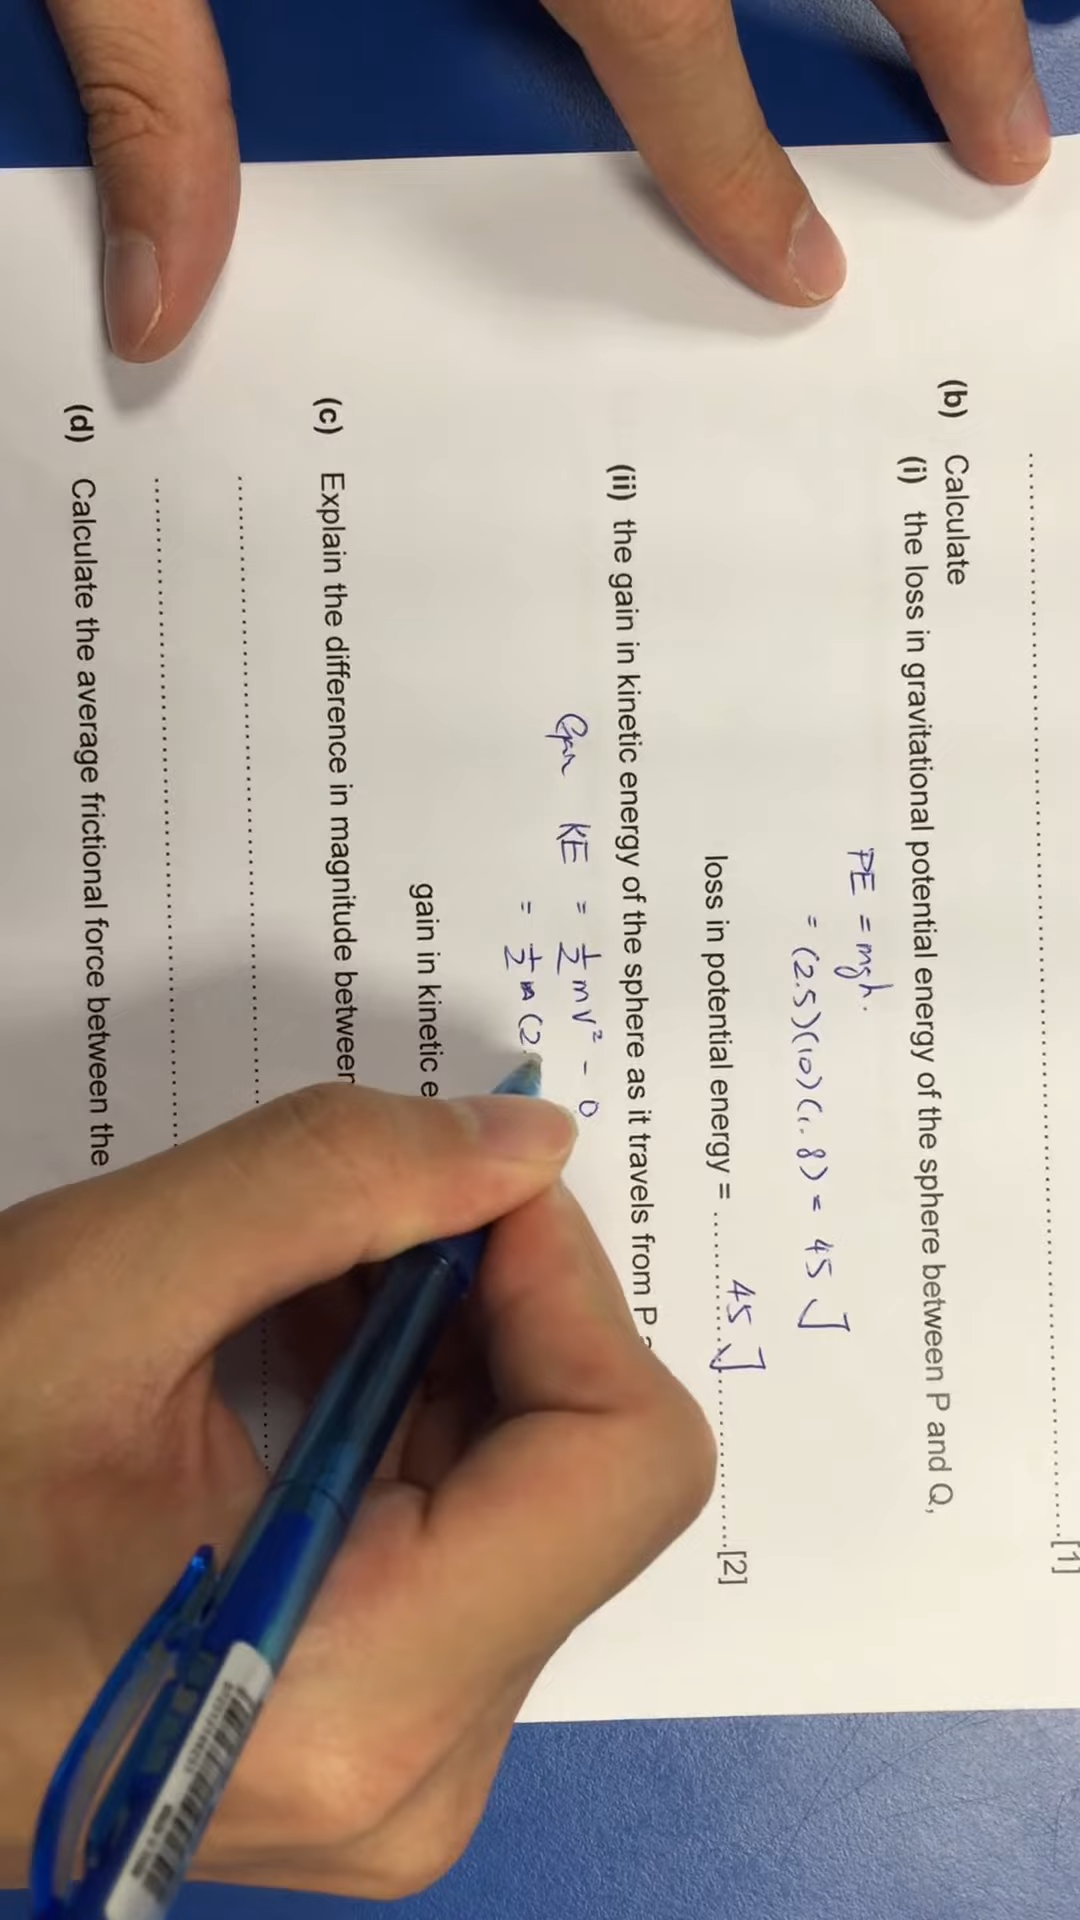 [1]
(b) Calculate
(i) the loss in gravitational potential energy of the sphere between P and Q,
PE = mgh.
= (2.5)(10)(1.8) = 45 J
loss in potential energy = 45 J [2]
(ii) the gain in kinetic energy of the sphere as it travels from P
Gain KE = ½mv² - 0
= ½ (2.
gain in kinetic e
(c) Explain the difference in magnitude between
(d) Calculate the average frictional force between the